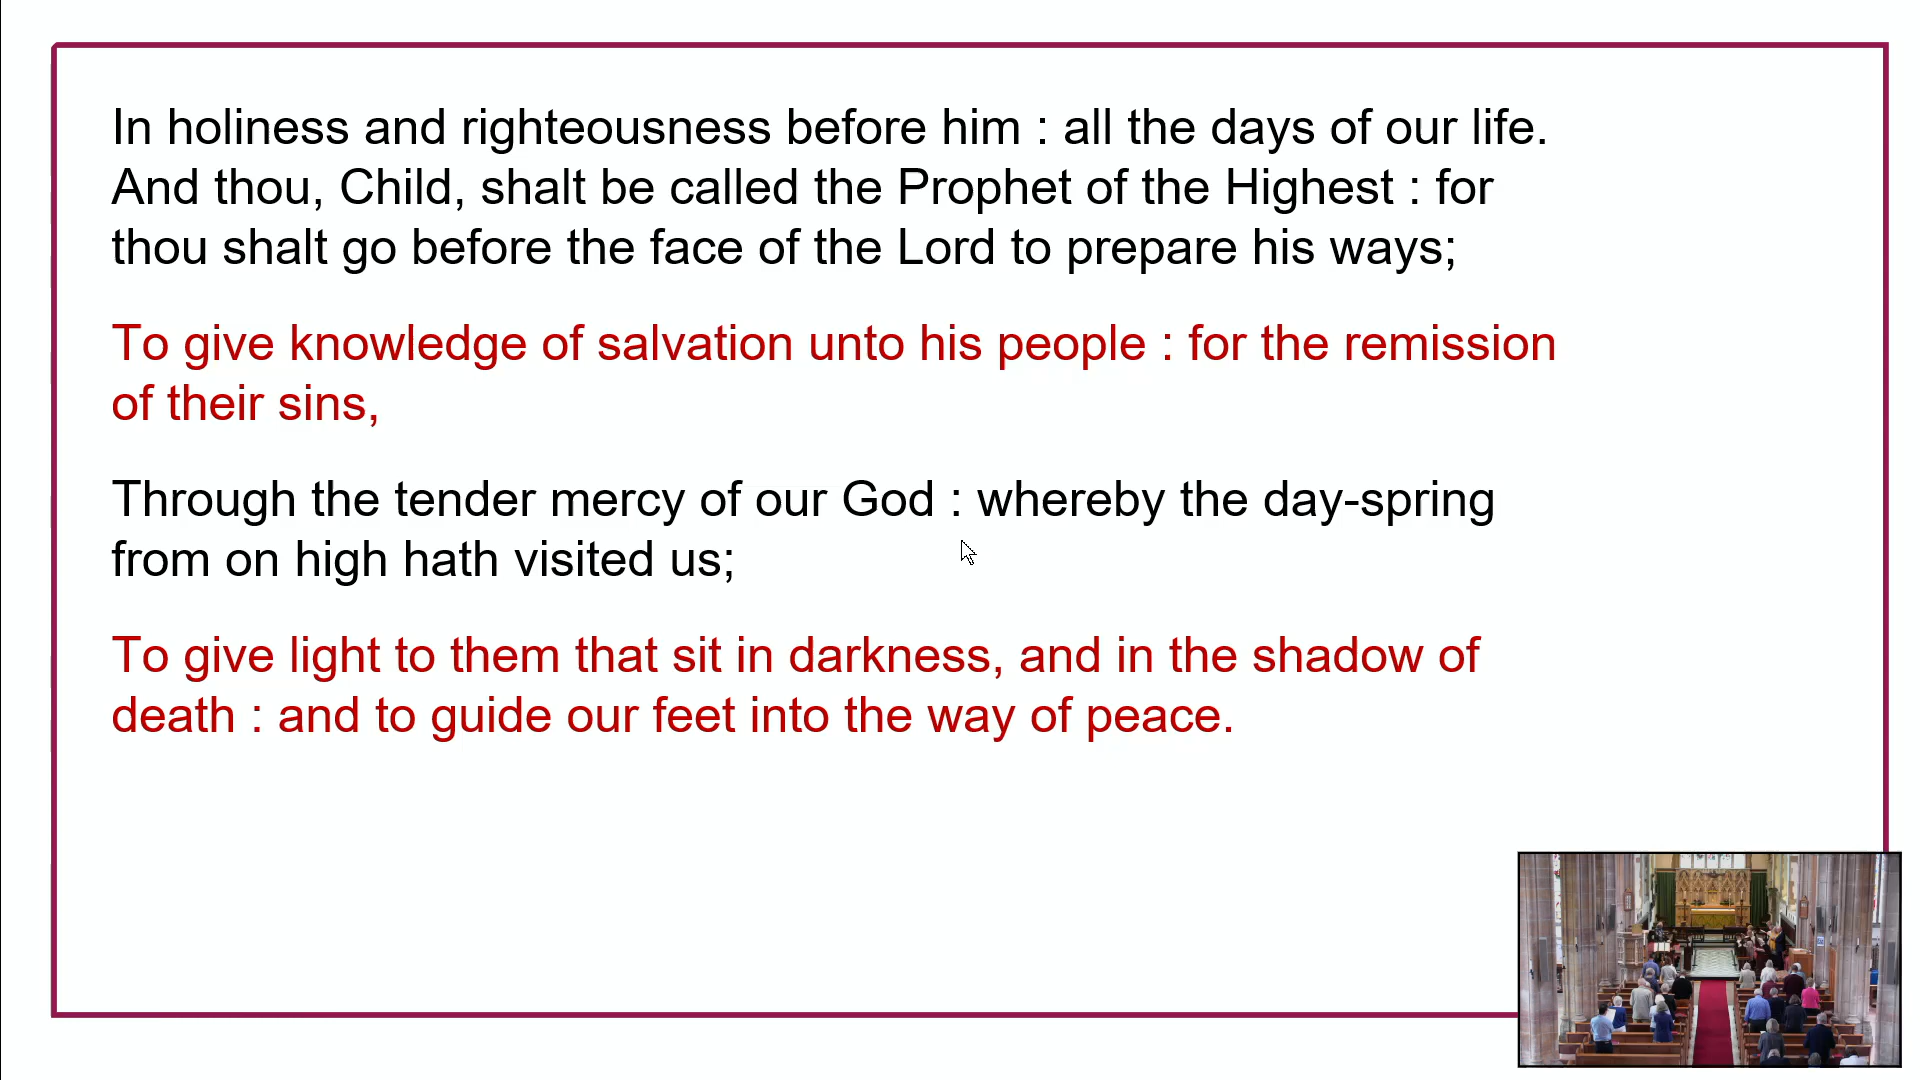 In holiness and righteousness before him : all the days of our life.
And thou, Child, shalt be called the Prophet of the Highest : for
thou shalt go before the face of the Lord to prepare his ways;
To give knowledge of salvation unto his people : for the remission
of their sins,
Through the tender mercy of our God : whereby the day-spring
from on high hath visited us;
To give light to them that sit in darkness, and in the shadow of
death : and to guide our feet into the way of peace.